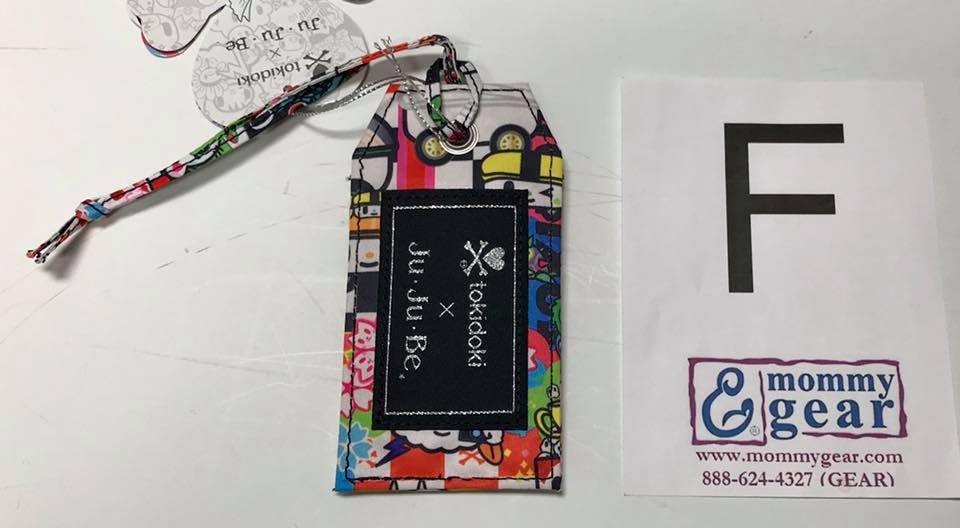 Ju·Ju·Be
×
tokidoki
tokidoki
×
Ju·Ju·Be
F
&
mommy
gear
www.mommygear.com
888-624-4327 (GEAR)